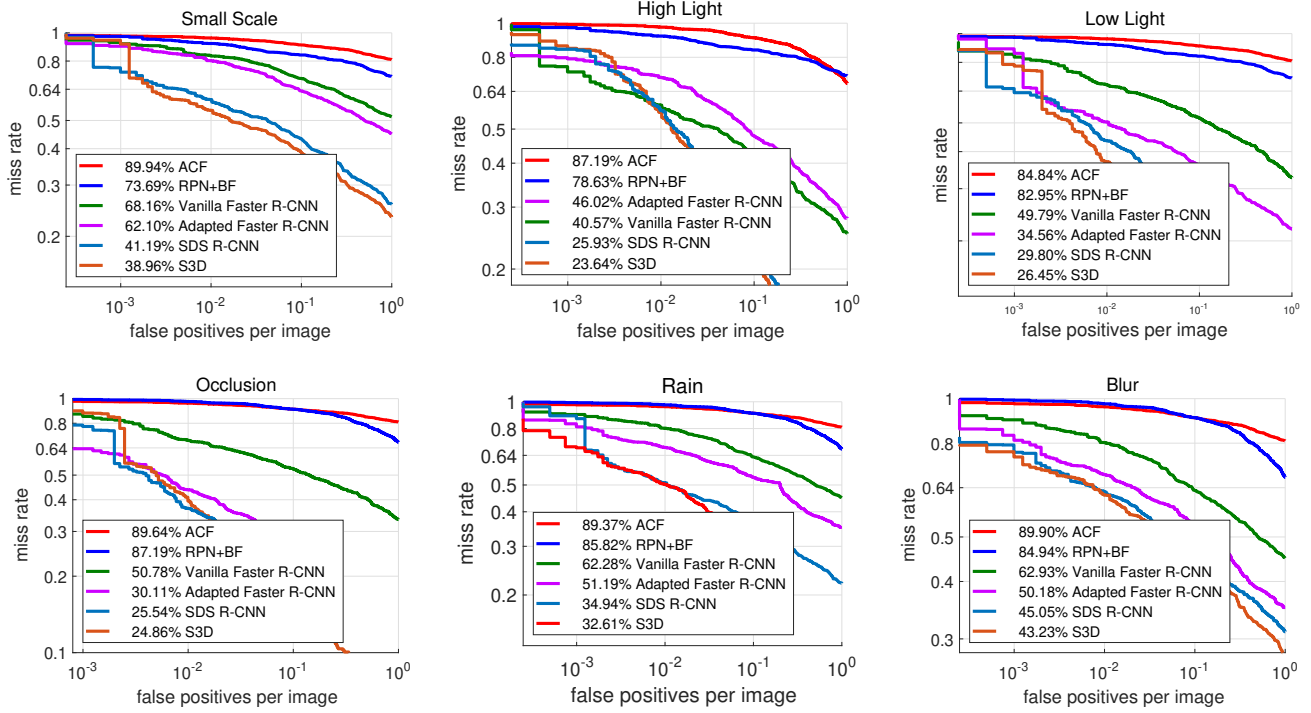 Small Scale
miss rate
1
0.8
0.64
0.5
0.4
0.3
0.2
89.94% ACF
73.69% RPN+BF
68.16% Vanilla Faster R-CNN
62.10% Adapted Faster R-CNN
41.19% SDS R-CNN
38.96% S3D
10-3 10-2 10-1 100
false positives per image
High Light
miss rate
1
0.8
0.64
0.5
0.4
0.3
0.2
87.19% ACF
78.63% RPN+BF
46.02% Adapted Faster R-CNN
40.57% Vanilla Faster R-CNN
25.93% SDS R-CNN
23.64% S3D
10-2 10-1 100
false positives per image
Low Light
miss rate
84.84% ACF
82.95% RPN+BF
49.79% Vanilla Faster R-CNN
34.56% Adapted Faster R-CNN
29.80% SDS R-CNN
26.45% S3D
10-3 10-2 10-1 100
false positives per image
Occlusion
miss rate
1
0.8
0.64
0.5
0.4
0.3
0.2
0.1
89.64% ACF
87.19% RPN+BF
50.78% Vanilla Faster R-CNN
30.11% Adapted Faster R-CNN
25.54% SDS R-CNN
24.86% S3D
10-3 10-2 10-1 100
false positives per image
Rain
miss rate
1
0.8
0.64
0.5
0.4
0.3
0.2
89.37% ACF
85.82% RPN+BF
62.28% Vanilla Faster R-CNN
51.19% Adapted Faster R-CNN
34.94% SDS R-CNN
32.61% S3D
10-3 10-2 10-1 100
false positives per image
Blur
miss rate
1
0.8
0.64
0.5
0.4
0.3
89.90% ACF
84.94% RPN+BF
62.93% Vanilla Faster R-CNN
50.18% Adapted Faster R-CNN
45.05% SDS R-CNN
43.23% S3D
10-3 10-2 10-1 100
false positives per image